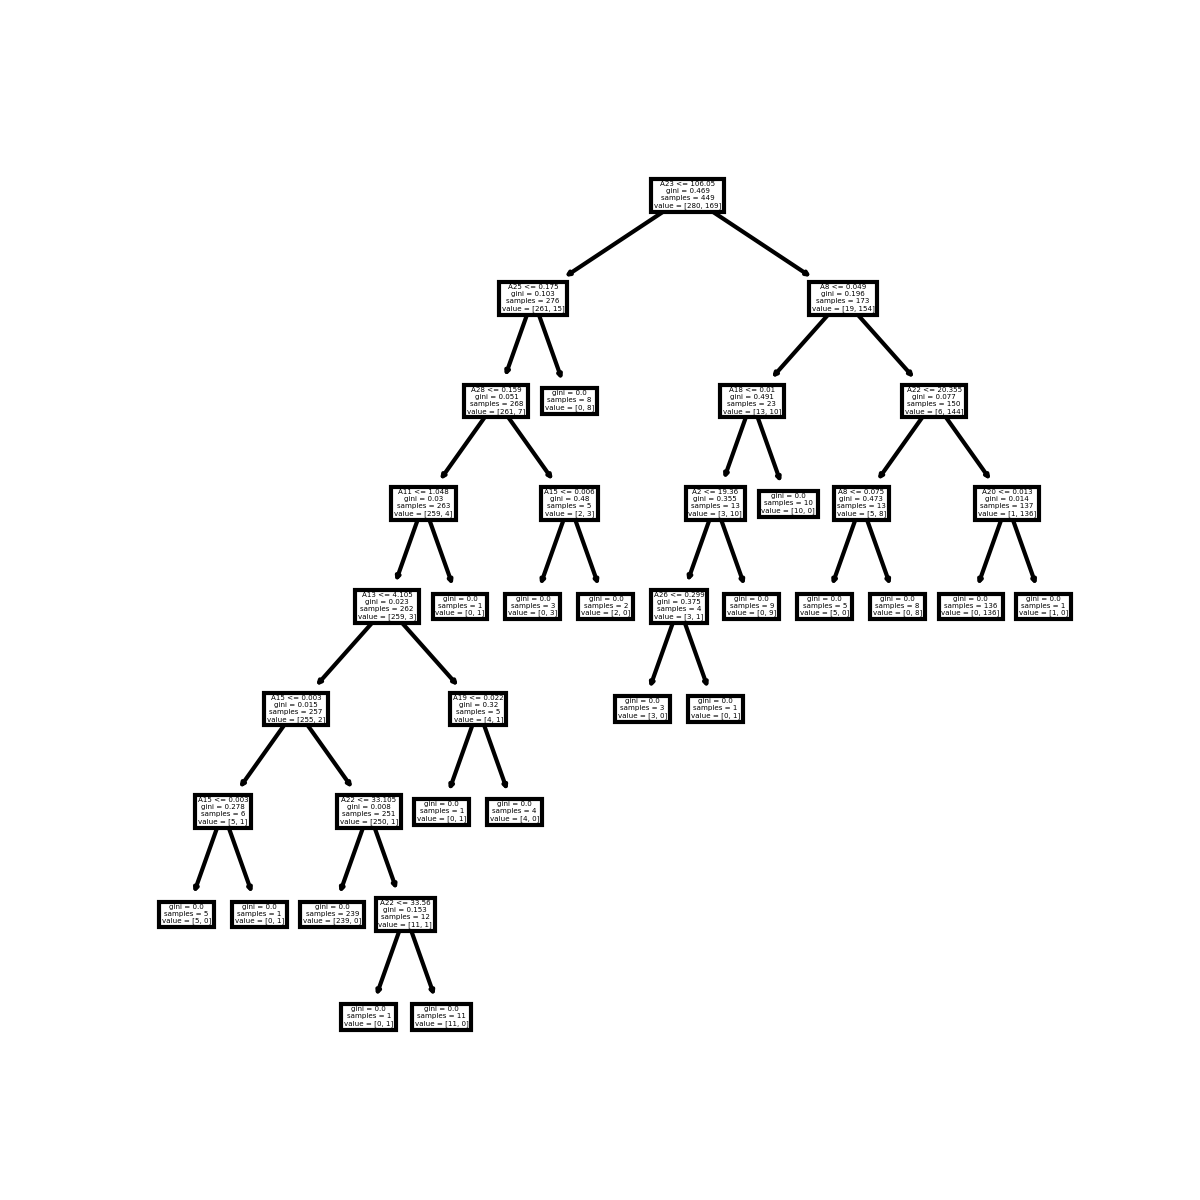 A23 <= 106.05
gini = 0.469
samples = 449
value = [280, 169]
A25 <= 0.175
gini = 0.103
samples = 276
value = [261, 15]
A8 <= 0.049
gini = 0.196
samples = 173
value = [19, 154]
A28 <= 0.159
gini = 0.051
samples = 268
value = [261, 7]
gini = 0.0
samples = 8
value = [0, 8]
A18 <= 0.01
gini = 0.491
samples = 23
value = [13, 10]
A22 <= 20.355
gini = 0.077
samples = 150
value = [6, 144]
A11 <= 1.048
gini = 0.03
samples = 263
value = [259, 4]
A15 <= 0.006
gini = 0.48
samples = 5
value = [2, 3]
A2 <= 19.36
gini = 0.355
samples = 13
value = [3, 10]
gini = 0.0
samples = 10
value = [10, 0]
A8 <= 0.075
gini = 0.473
samples = 13
value = [5, 8]
A20 <= 0.013
gini = 0.014
samples = 137
value = [1, 136]
A13 <= 4.105
gini = 0.023
samples = 262
value = [259, 3]
gini = 0.0
samples = 1
value = [0, 1]
gini = 0.0
samples = 3
value = [0, 3]
gini = 0.0
samples = 2
value = [2, 0]
A26 <= 0.299
gini = 0.375
samples = 4
value = [3, 1]
gini = 0.0
samples = 9
value = [0, 9]
gini = 0.0
samples = 5
value = [5, 0]
gini = 0.0
samples = 8
value = [0, 8]
gini = 0.0
samples = 136
value = [0, 136]
gini = 0.0
samples = 1
value = [1, 0]
A15 <= 0.003
gini = 0.015
samples = 257
value = [255, 2]
A19 <= 0.022
gini = 0.32
samples = 5
value = [4, 1]
gini = 0.0
samples = 3
value = [3, 0]
gini = 0.0
samples = 1
value = [0, 1]
A15 <= 0.003
gini = 0.278
samples = 6
value = [5, 1]
A22 <= 33.105
gini = 0.008
samples = 251
value = [250, 1]
gini = 0.0
samples = 1
value = [0, 1]
gini = 0.0
samples = 4
value = [4, 0]
gini = 0.0
samples = 5
value = [5, 0]
gini = 0.0
samples = 1
value = [0, 1]
gini = 0.0
samples = 239
value = [239, 0]
A22 <= 33.56
gini = 0.153
samples = 12
value = [11, 1]
gini = 0.0
samples = 1
value = [0, 1]
gini = 0.0
samples = 11
value = [11, 0]